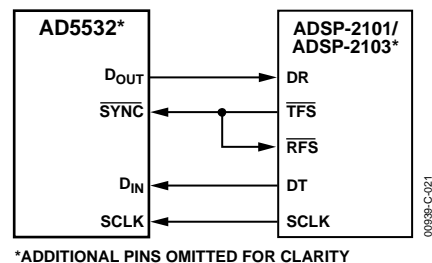 AD5532*
ADSP-2101/
ADSP-2103*
DOUT
DR
SYNC
TFS
RFS
DIN
DT
SCLK
SCLK
00939-C-021
*ADDITIONAL PINS OMITTED FOR CLARITY